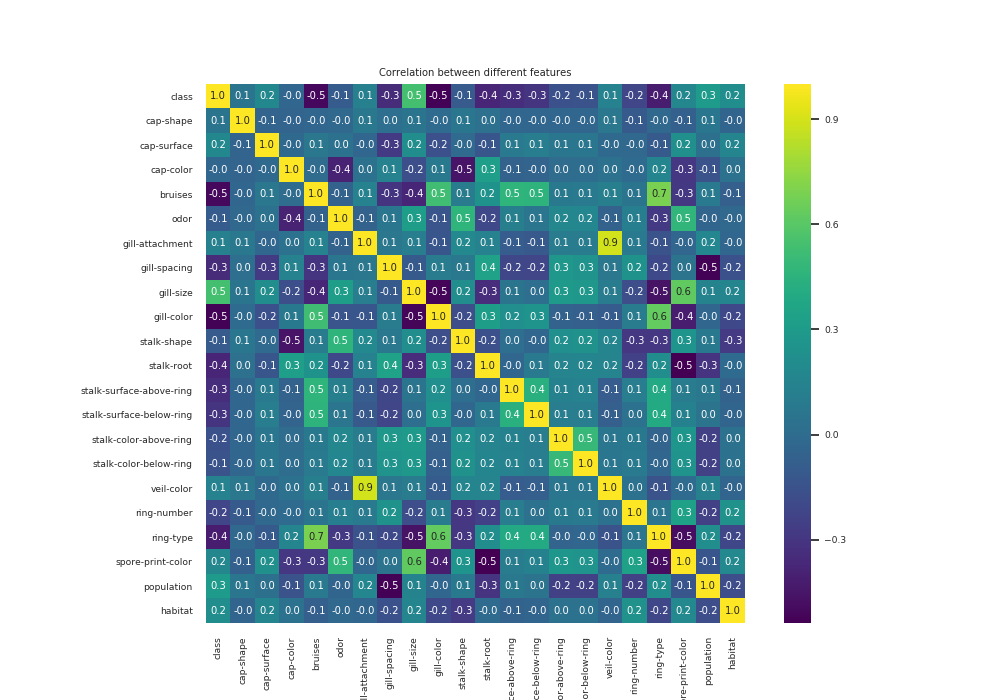 Correlation between different features
class 1.0 0.1 0.2 -0.0 -0.5 -0.1 0.1 -0.3 0.5 -0.5 -0.1 -0.4 -0.3 -0.3 -0.2 -0.1 0.1 -0.2 -0.4 0.2 0.3 0.2
cap-shape 0.1 1.0 -0.1 -0.0 -0.0 -0.0 0.1 0.0 0.1 -0.0 0.1 0.0 -0.0 -0.0 -0.0 -0.0 0.1 -0.1 -0.0 -0.1 0.1 -0.0
cap-surface 0.2 -0.1 1.0 -0.0 0.1 0.0 -0.0 -0.3 0.2 -0.2 -0.0 -0.1 0.1 0.1 0.1 0.1 -0.0 -0.0 -0.1 0.2 0.0 0.2
cap-color -0.0 -0.0 -0.0 1.0 -0.0 -0.4 0.0 0.1 -0.2 0.1 -0.5 0.3 -0.1 -0.0 0.0 0.0 0.0 -0.0 0.2 -0.3 -0.1 0.0
bruises -0.5 -0.0 0.1 -0.0 1.0 -0.1 0.1 -0.3 -0.4 0.5 0.1 0.2 0.5 0.5 0.1 0.1 0.1 0.1 0.7 -0.3 0.1 -0.1
odor -0.1 -0.0 0.0 -0.4 -0.1 1.0 -0.1 0.1 0.3 -0.1 0.5 -0.2 0.1 0.1 0.2 0.2 -0.1 0.1 -0.3 0.5 -0.0 -0.0
gill-attachment 0.1 0.1 -0.0 0.0 0.1 -0.1 1.0 0.1 0.1 -0.1 0.2 0.1 -0.1 -0.1 0.1 0.1 0.9 0.1 -0.1 -0.0 0.2 -0.0
gill-spacing -0.3 0.0 -0.3 0.1 -0.3 0.1 0.1 1.0 -0.1 0.1 0.1 0.4 -0.2 -0.2 0.3 0.3 0.1 0.2 -0.2 0.0 -0.5 -0.2
gill-size 0.5 0.1 0.2 -0.2 -0.4 0.3 0.1 -0.1 1.0 -0.5 0.2 -0.3 0.1 0.0 0.3 0.3 0.1 -0.2 -0.5 0.6 0.1 0.2
gill-color -0.5 -0.0 -0.2 0.1 0.5 -0.1 -0.1 0.1 -0.5 1.0 -0.2 0.3 0.2 0.3 -0.1 -0.1 -0.1 0.1 0.6 -0.4 -0.0 -0.2
stalk-shape -0.1 0.1 -0.0 -0.5 0.1 0.5 0.2 0.1 0.2 -0.2 1.0 -0.2 0.0 -0.0 0.2 0.2 0.2 -0.3 -0.3 0.3 0.1 -0.3
stalk-root -0.4 0.0 -0.1 0.3 0.2 -0.2 0.1 0.4 -0.3 0.3 -0.2 1.0 -0.0 0.1 0.2 0.2 0.2 -0.2 0.2 -0.5 -0.3 -0.0
stalk-surface-above-ring -0.3 -0.0 0.1 -0.1 0.5 0.1 -0.1 -0.2 0.1 0.2 0.0 -0.0 1.0 0.4 0.1 0.1 -0.1 0.1 0.4 0.1 0.1 -0.1
stalk-surface-below-ring -0.3 -0.0 0.1 -0.0 0.5 0.1 -0.1 -0.2 0.0 0.3 -0.0 0.1 0.4 1.0 0.1 0.1 -0.1 0.0 0.4 0.1 0.0 -0.0
stalk-color-above-ring -0.2 -0.0 0.1 0.0 0.1 0.2 0.1 0.3 0.3 -0.1 0.2 0.2 0.1 0.1 1.0 0.5 0.1 0.1 -0.0 0.3 -0.2 0.0
stalk-color-below-ring -0.1 -0.0 0.1 0.0 0.1 0.2 0.1 0.3 0.3 -0.1 0.2 0.2 0.1 0.1 0.5 1.0 0.1 0.1 -0.0 0.3 -0.2 0.0
veil-color 0.1 0.1 -0.0 0.0 0.1 -0.1 0.9 0.1 0.1 -0.1 0.2 0.2 -0.1 -0.1 0.1 0.1 1.0 0.0 -0.1 -0.0 0.1 -0.0
ring-number -0.2 -0.1 -0.0 -0.0 0.1 0.1 0.1 0.2 -0.2 0.1 -0.3 -0.2 0.1 0.0 0.1 0.1 0.0 1.0 0.1 0.3 -0.2 0.2
ring-type -0.4 -0.0 -0.1 0.2 0.7 -0.3 -0.1 -0.2 -0.5 0.6 -0.3 0.2 0.4 0.4 -0.0 -0.0 -0.1 0.1 1.0 -0.5 0.2 -0.2
spore-print-color 0.2 -0.1 0.2 -0.3 -0.3 0.5 -0.0 0.0 0.6 -0.4 0.3 -0.5 0.1 0.1 0.3 0.3 -0.0 0.3 -0.5 1.0 -0.1 0.2
population 0.3 0.1 0.0 -0.1 0.1 -0.0 0.2 -0.5 0.1 -0.0 0.1 -0.3 0.1 0.0 -0.2 -0.2 0.1 -0.2 0.2 -0.1 1.0 -0.2
habitat 0.2 -0.0 0.2 0.0 -0.1 -0.0 -0.0 -0.2 0.2 -0.2 -0.3 -0.0 -0.1 -0.0 0.0 0.0 -0.0 0.2 -0.2 0.2 -0.2 1.0
class
cap-shape
cap-surface
cap-color
bruises
odor
ll-attachment
gill-spacing
gill-size
gill-color
stalk-shape
stalk-root
ce-above-ring
ce-below-ring
or-above-ring
or-below-ring
veil-color
ring-number
ring-type
re-print-color
population
habitat
0.9
0.6
0.3
0.0
−0.3